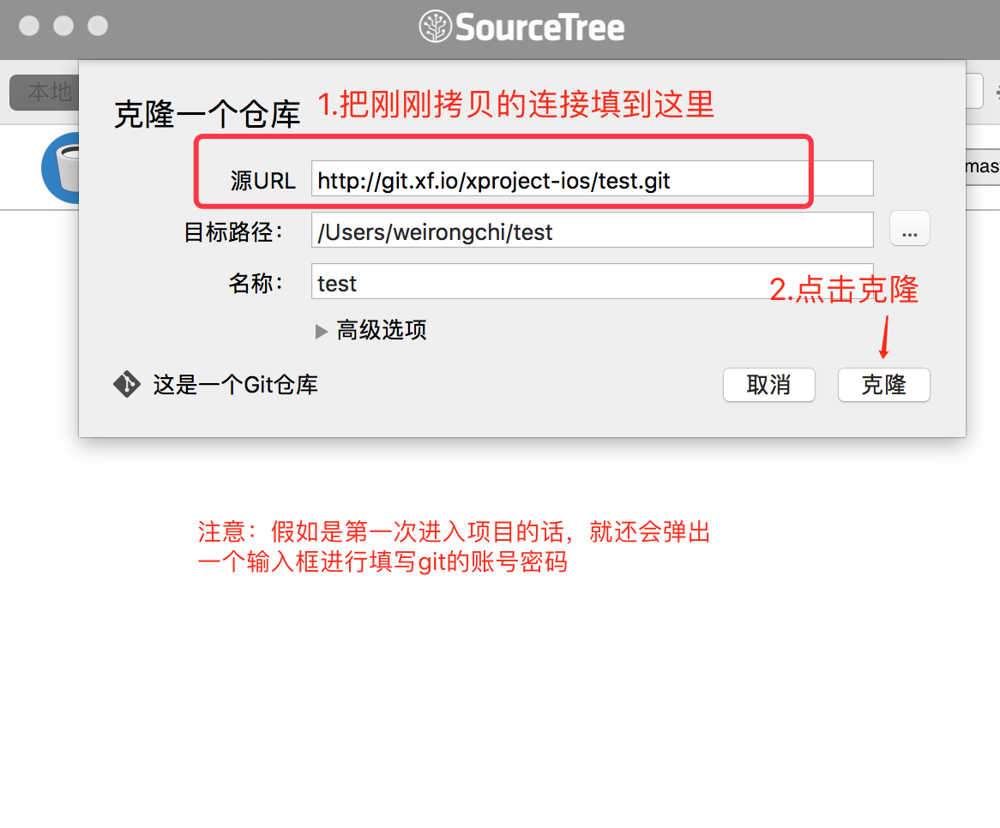 SourceTree
本地
克隆一个仓库
1.把刚刚拷贝的连接填到这里
源URL http://git.xf.io/xproject-ios/test.git
mas
目标路径： /Users/weirongchi/test ...
名称： test
2.点击克隆
高级选项
这是一个Git仓库 取消 克隆
注意：假如是第一次进入项目的话，就还会弹出
一个输入框进行填写git的账号密码